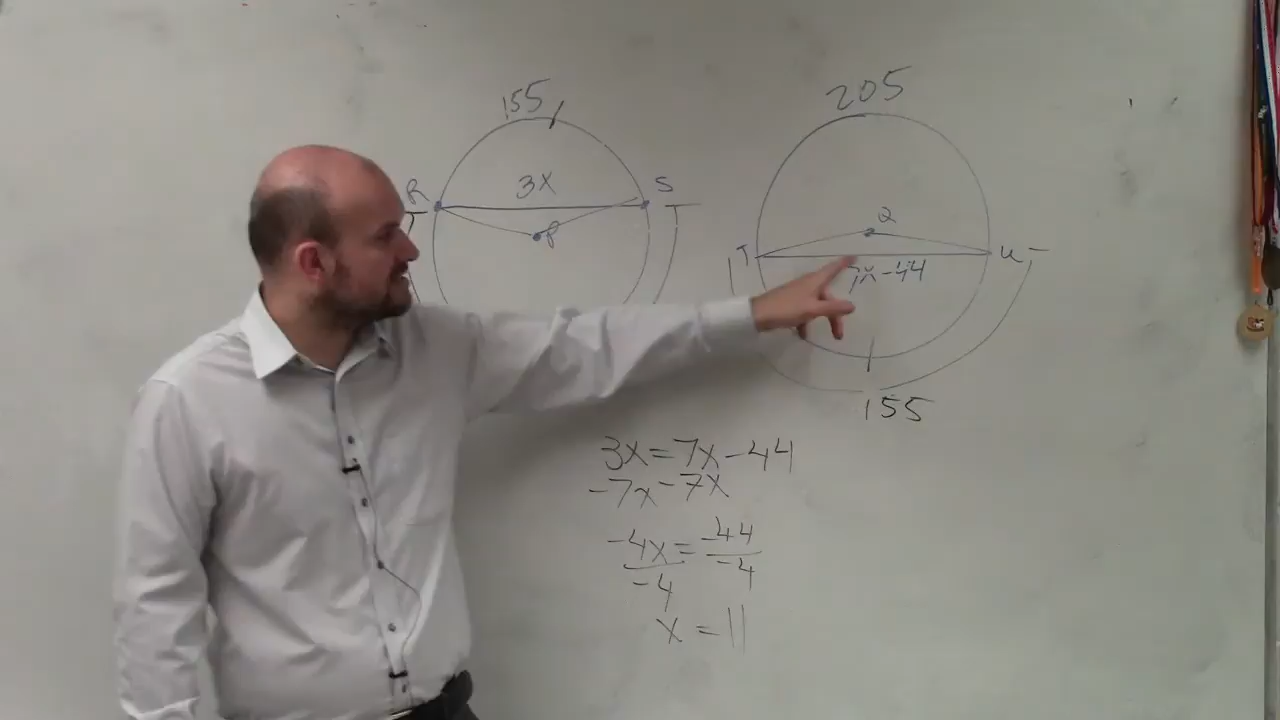 155
R
3x
S
P
205
Q
T
U
7x-44
155
3x=7x-44
-7x -7x
-4x = -44
-4 -4
x = 11